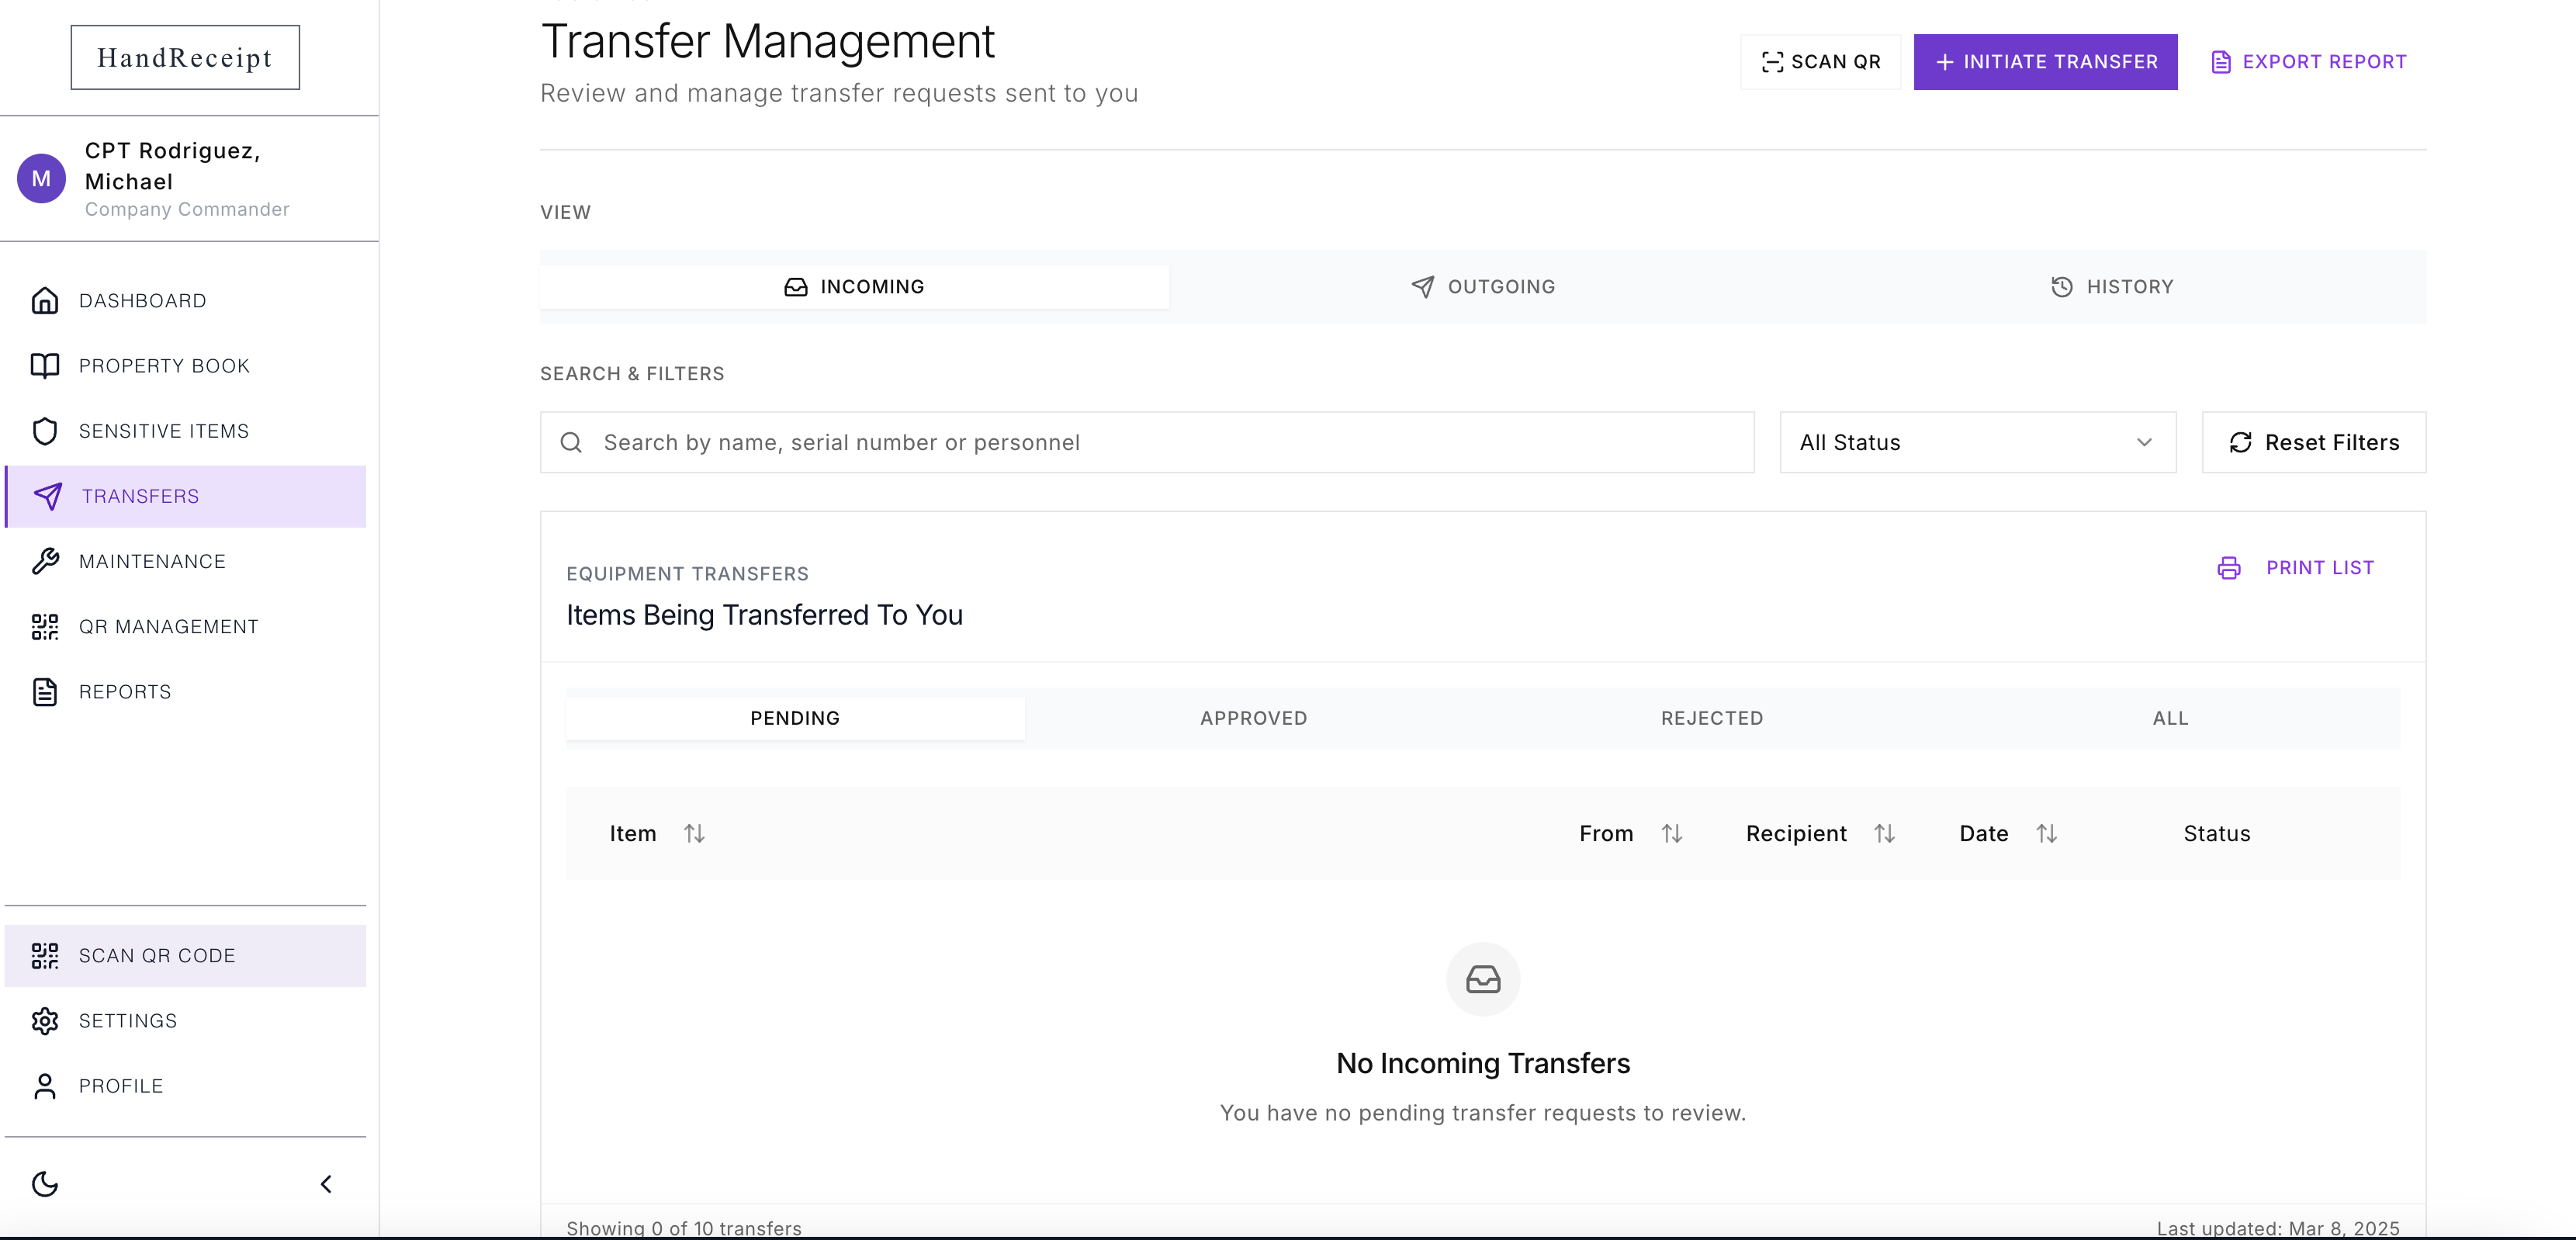 HandReceipt
M
CPT Rodriguez,
Michael
Company Commander
DASHBOARD
PROPERTY BOOK
SENSITIVE ITEMS
TRANSFERS
MAINTENANCE
QR MANAGEMENT
REPORTS
SCAN QR CODE
SETTINGS
PROFILE
Transfer Management
Review and manage transfer requests sent to you
SCAN QR
INITIATE TRANSFER
EXPORT REPORT
VIEW
INCOMING
OUTGOING
HISTORY
SEARCH & FILTERS
Search by name, serial number or personnel
All Status
Reset Filters
EQUIPMENT TRANSFERS
Items Being Transferred To You
PRINT LIST
PENDING
APPROVED
REJECTED
ALL
Item
From
Recipient
Date
Status
No Incoming Transfers
You have no pending transfer requests to review.
Showing 0 of 10 transfers
Last updated: Mar 8, 2025